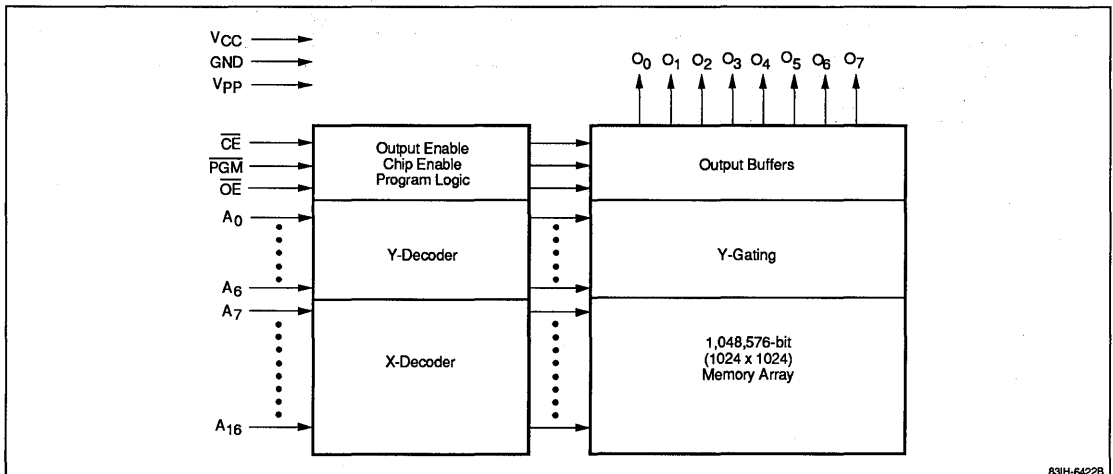 VCC
GND
VPP
O0 O1 O2 O3 O4 O5 O6 O7
CE
PGM
OE
Output Enable
Chip Enable
Program Logic
Output Buffers
A0
Y-Decoder
Y-Gating
A6
A7
X-Decoder
1,048,576-bit
(1024 x 1024)
Memory Array
A16
83IH-6422B